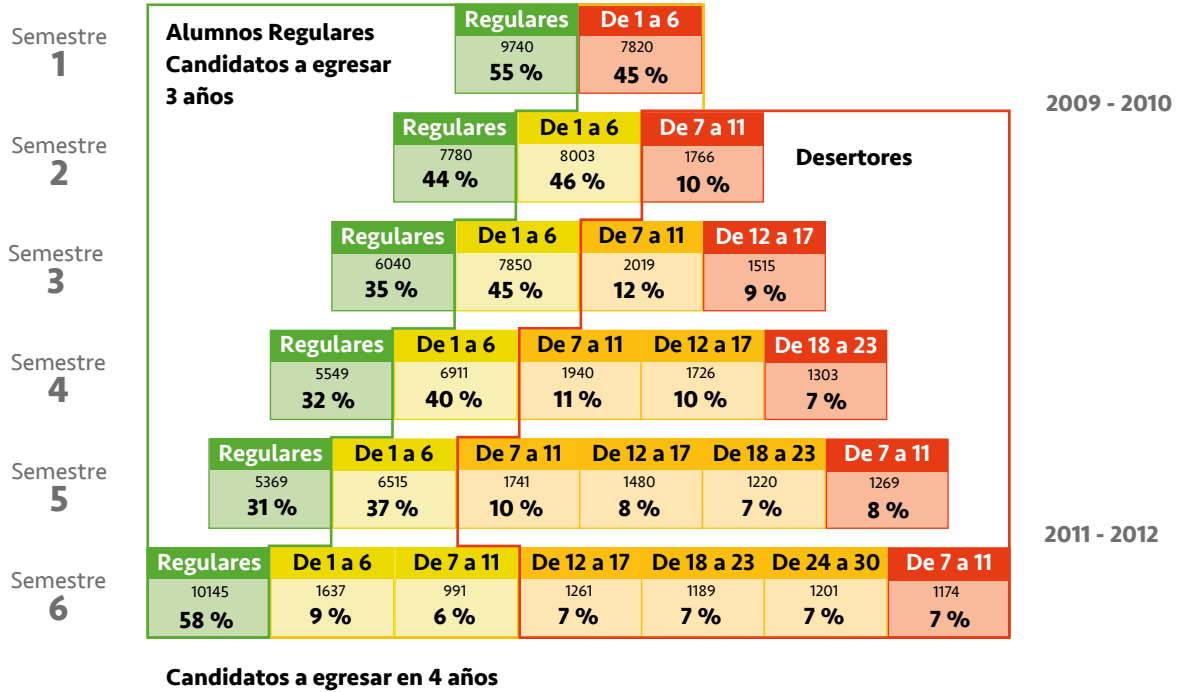 Semestre
1
Alumnos Regulares
Candidatos a egresar
3 años
Regulares De 1 a 6
9740 7820
55 % 45 %
2009 - 2010
Semestre
2
Regulares De 1 a 6 De 7 a 11
7780 8003 1766
44 % 46 % 10 %
Desertores
Semestre
3
Regulares De 1 a 6 De 7 a 11 De 12 a 17
6040 7850 2019 1515
35 % 45 % 12 % 9 %
Semestre
4
Regulares De 1 a 6 De 7 a 11 De 12 a 17 De 18 a 23
5549 6911 1940 1726 1303
32 % 40 % 11 % 10 % 7 %
Semestre
5
Regulares De 1 a 6 De 7 a 11 De 12 a 17 De 18 a 23 De 7 a 11
5369 6515 1741 1480 1220 1269
31 % 37 % 10 % 8 % 7 % 8 %
2011 - 2012
Semestre
6
Regulares De 1 a 6 De 7 a 11 De 12 a 17 De 18 a 23 De 24 a 30 De 7 a 11
10145 1637 991 1261 1189 1201 1174
58 % 9 % 6 % 7 % 7 % 7 % 7 %
Candidatos a egresar en 4 años